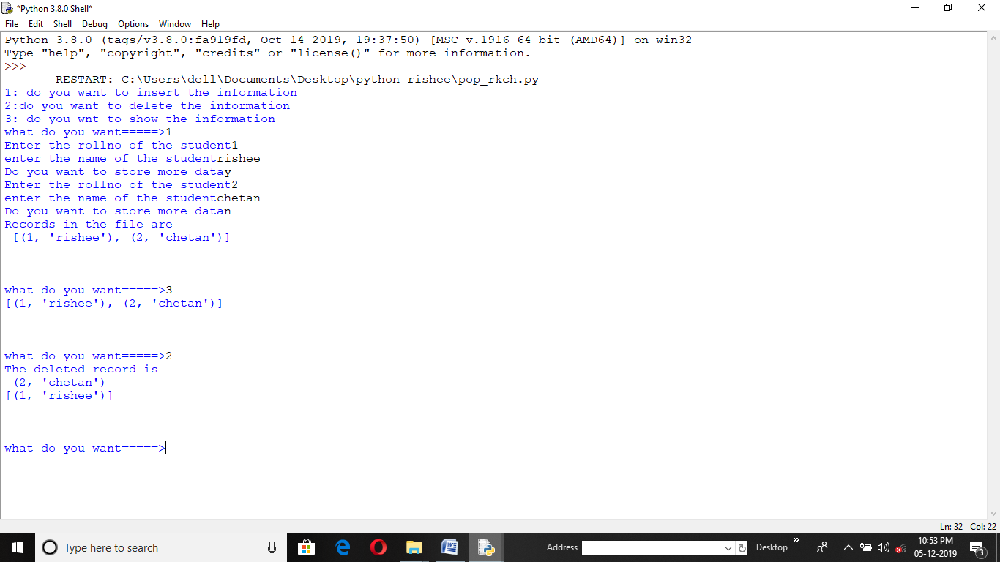 *Python 3.8.0 Shell*
File Edit Shell Debug Options Window Help
Python 3.8.0 (tags/v3.8.0:fa919fd, Oct 14 2019, 19:37:50) [MSC v.1916 64 bit (AMD64)] on win32
Type "help", "copyright", "credits" or "license()" for more information.
>>>
====== RESTART: C:\Users\dell\Documents\Desktop\python rishee\pop_rkch.py ======
1: do you want to insert the information
2:do you want to delete the information
3: do you wnt to show the information
what do you want=====>1
Enter the rollno of the student1
enter the name of the studentrishee
Do you want to store more datay
Enter the rollno of the student2
enter the name of the studentchetan
Do you want to store more datan
Records in the file are
 [(1, 'rishee'), (2, 'chetan')]
what do you want=====>3
[(1, 'rishee'), (2, 'chetan')]
what do you want=====>2
The deleted record is
 (2, 'chetan')
[(1, 'rishee')]
what do you want=====>
Ln: 32 Col: 22
Type here to search
Address
Desktop
10:53 PM
05-12-2019
3